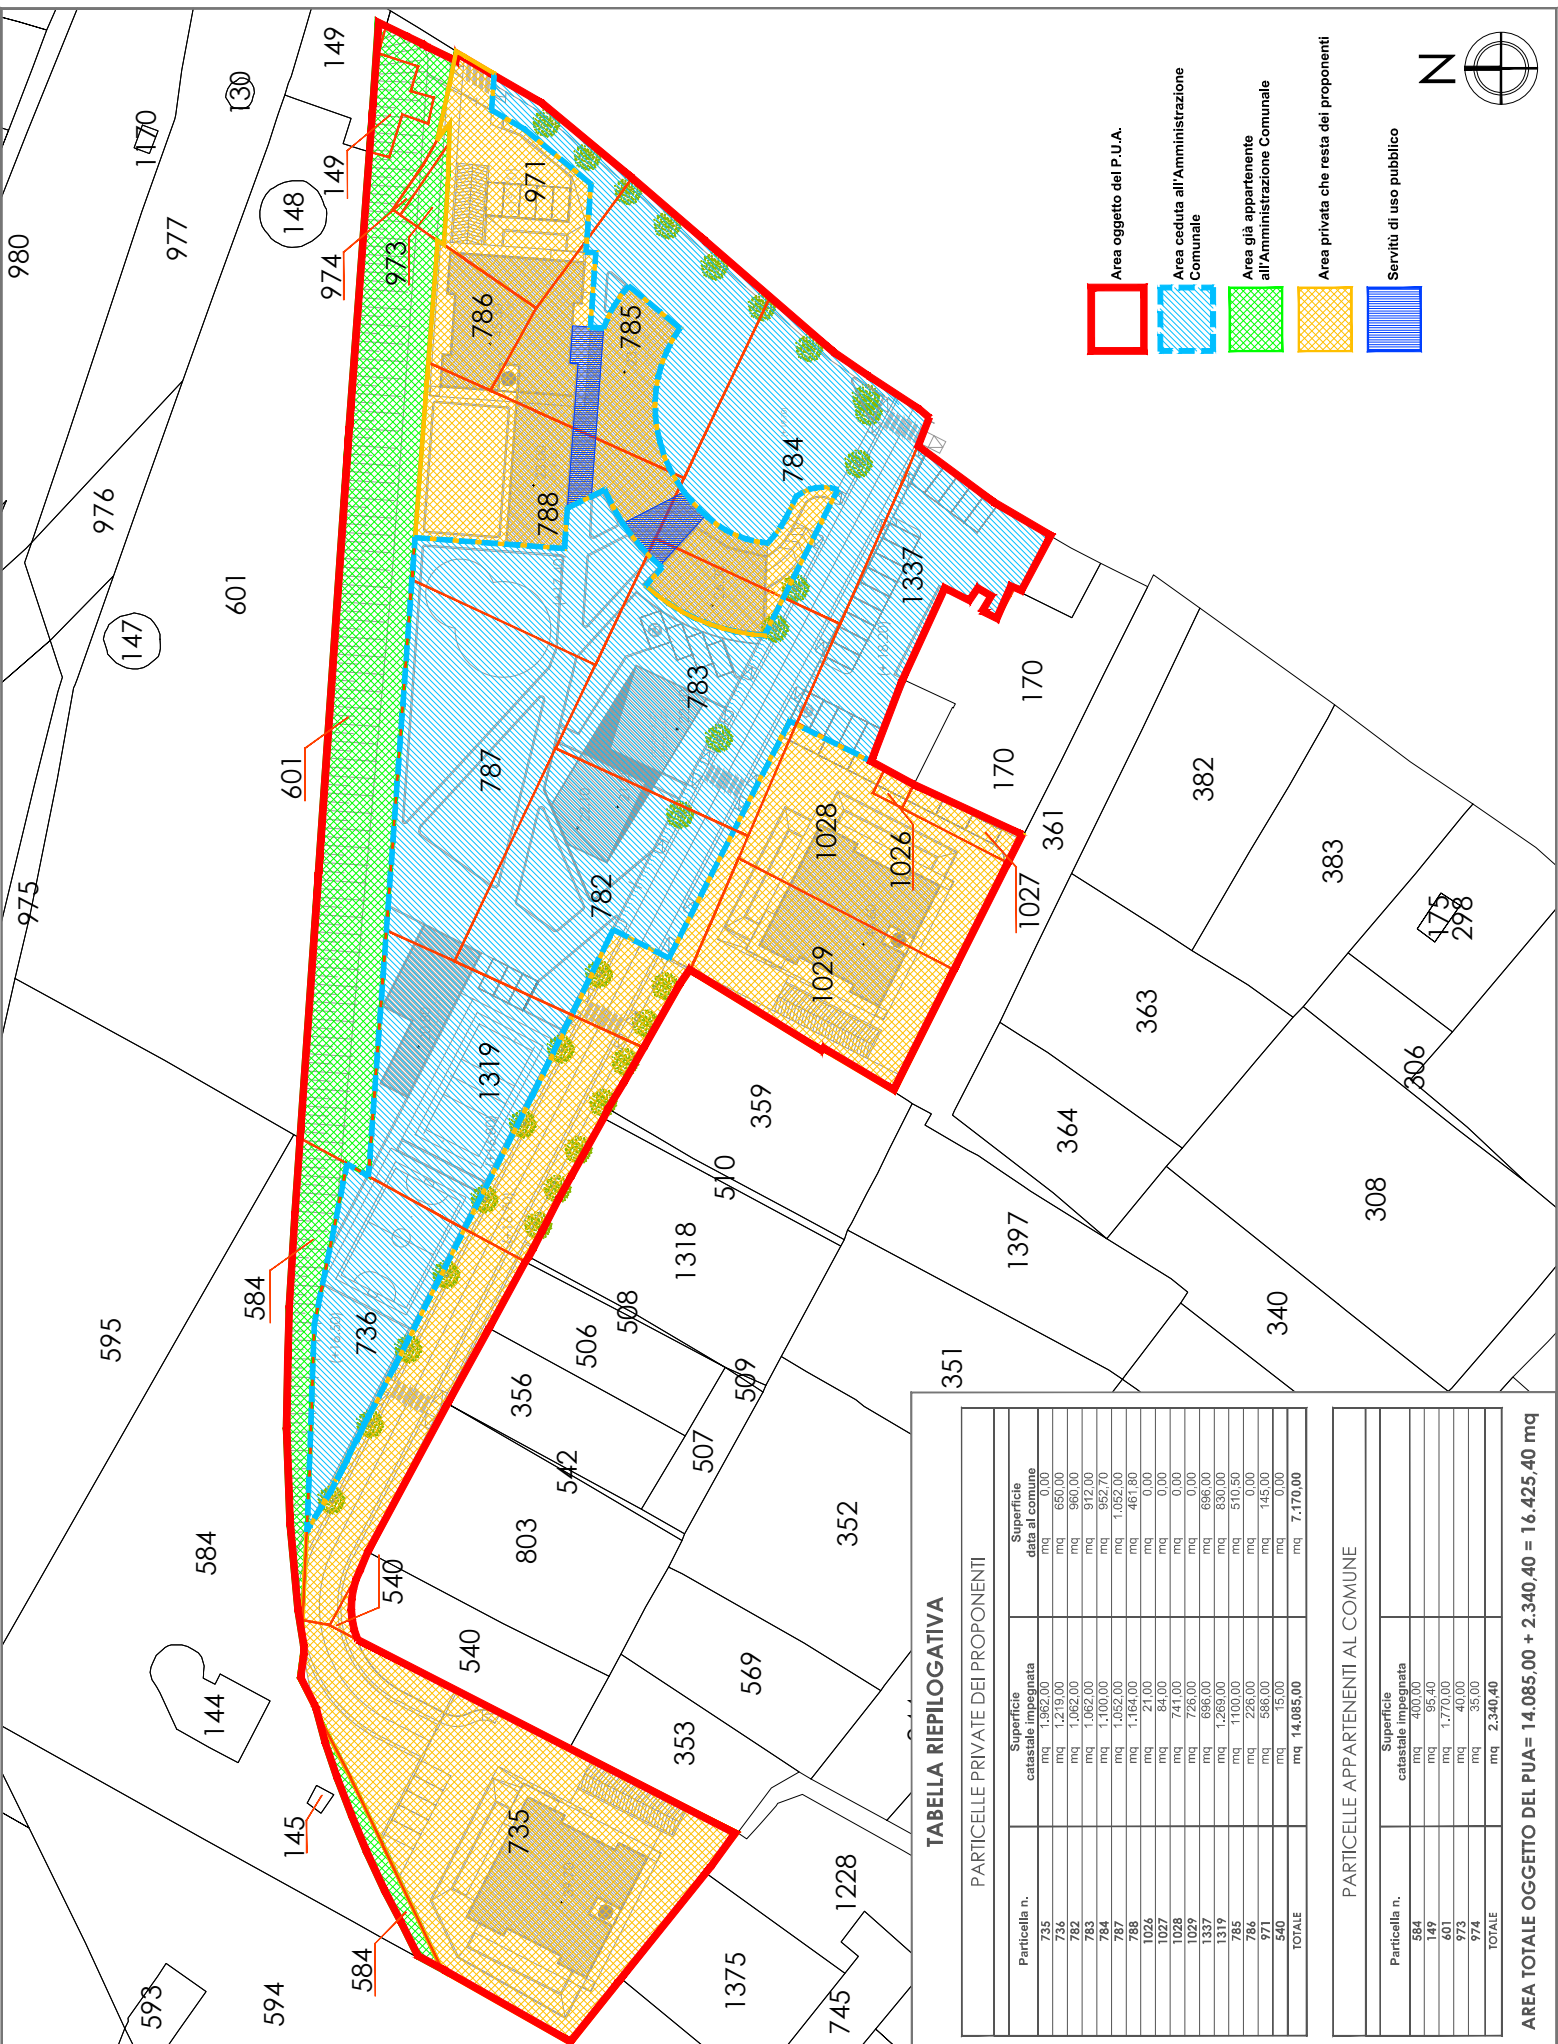 N
Area oggetto del P.U.A.
Area ceduta all'Amministrazione
Comunale
Area già appartenente
all'Amministrazione Comunale
Area privata che resta dei proponenti
Servitù di uso pubblico
980
1170
130
149
977
148
149
974
973
971
786
785
976
147
601
788
784
1337
975
601
787
783
782
170
170
1028
1026
1027
1029
361
382
383
175
298
363
306
364
308
1319
359
510
1318
1397
340
595
584
736
508
506
356
509
507
542
351
352
584
803
540
540
569
353
144
145
735
584
593
594
1228
1375
745
TABELLA RIEPILOGATIVA
PARTICELLE PRIVATE DEI PROPONENTI
Particella n. Superficie catastale impegnata Superficie data al comune
735 mq 1.962,00 mq 0,00
736 mq 1.219,00 mq 650,00
782 mq 1.062,00 mq 960,00
783 mq 1.062,00 mq 912,00
784 mq 1.100,00 mq 952,70
787 mq 1.052,00 mq 1.052,00
788 mq 1.164,00 mq 461,80
1026 mq 21,00 mq 0,00
1027 mq 84,00 mq 0,00
1028 mq 741,00 mq 0,00
1029 mq 726,00 mq 0,00
1337 mq 696,00 mq 696,00
1319 mq 1.269,00 mq 830,00
785 mq 1100,00 mq 510,50
786 mq 226,00 mq 0,00
971 mq 586,00 mq 145,00
540 mq 15,00 mq 0,00
TOTALE mq 14.085,00 mq 7.170,00
PARTICELLE APPARTENENTI AL COMUNE
Particella n. Superficie catastale impegnata
584 mq 400,00
149 mq 95,40
601 mq 1.770,00
973 mq 40,00
974 mq 35,00
TOTALE mq 2.340,40
AREA TOTALE OGGETTO DEL PUA= 14.085,00 + 2.340,40 = 16.425,40 mq